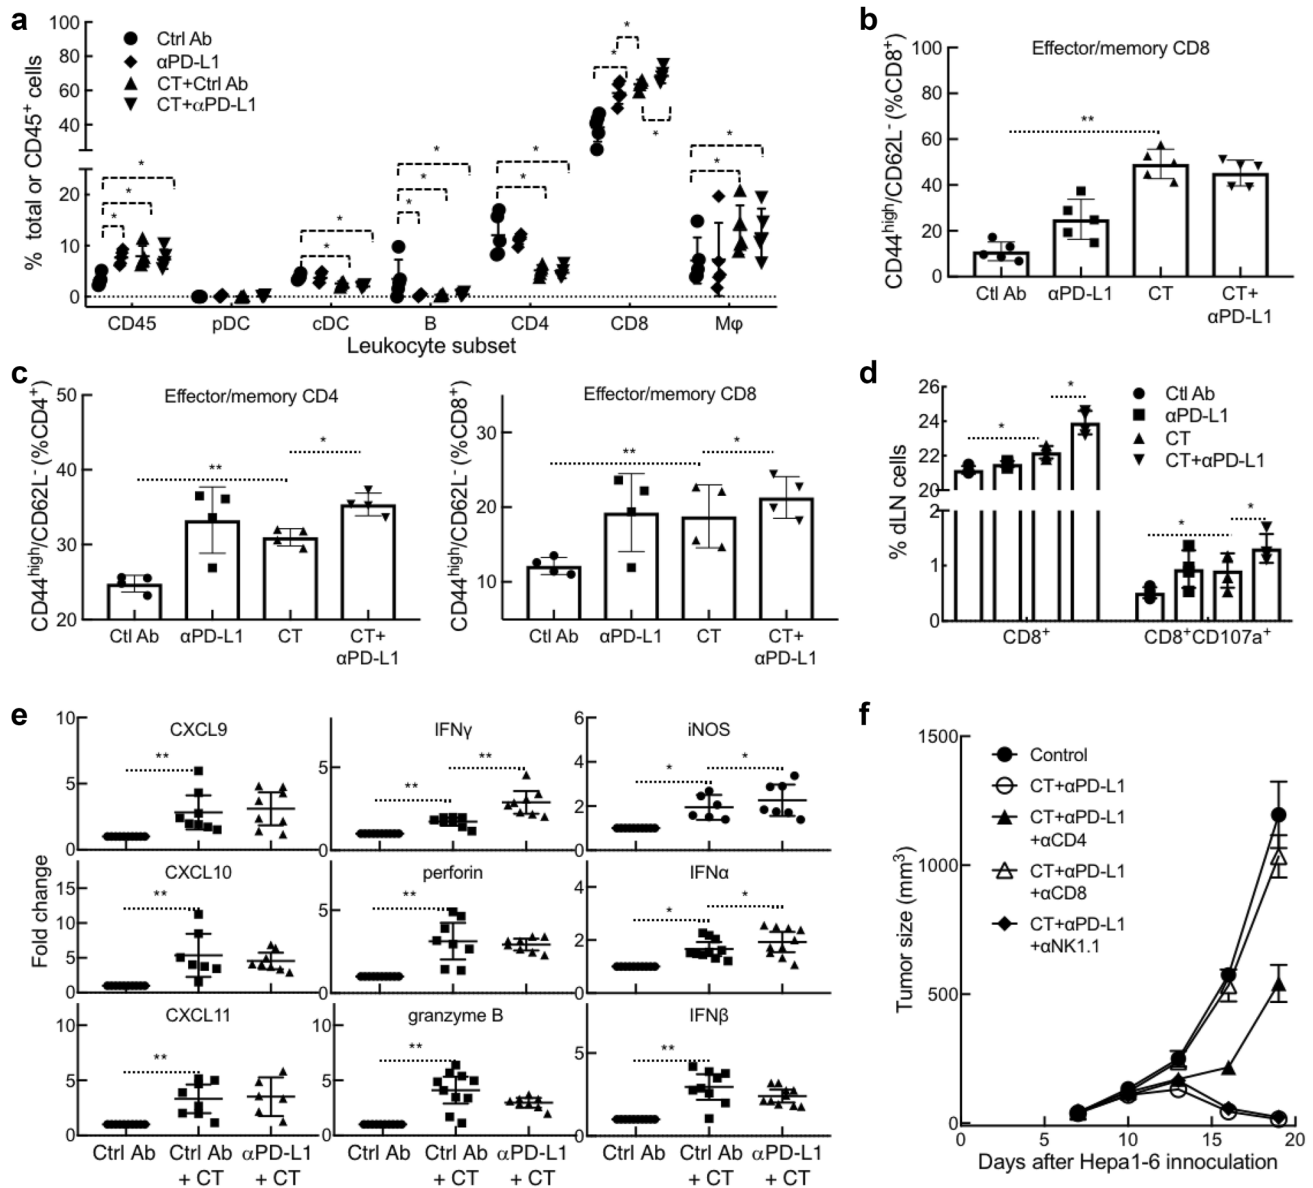 a
% total or CD45⁺ cells
100
80
60
40
20
10
0
Ctrl Ab
αPD-L1
CT+Ctrl Ab
CT+αPD-L1
* * * * * * * * * * * * * * * *
CD45 pDC cDC B CD4 CD8 Mφ
Leukocyte subset
b
Effector/memory CD8
CD44ʰⁱᵍʰ/CD62L⁻ (%CD8⁺)
100
80
60
40
20
0
**
Ctl Ab αPD-L1 CT CT+
αPD-L1
c
Effector/memory CD4
CD44ʰⁱᵍʰ/CD62L⁻ (%CD4⁺)
50
40
30
20
**
*
Ctl Ab αPD-L1 CT CT+
αPD-L1
Effector/memory CD8
CD44ʰⁱᵍʰ/CD62L⁻ (%CD8⁺)
30
20
10
**
*
Ctl Ab αPD-L1 CT CT+
αPD-L1
d
% dLN cells
26
24
22
20
2
1
0
Ctl Ab
αPD-L1
CT
CT+αPD-L1
* * * *
CD8⁺ CD8⁺CD107a⁺
e
Fold change
CXCL9
10
5
0
**
IFNγ
5
0
** **
iNOS
6
4
2
0
* *
CXCL10
15
10
5
0
**
perforin
5
0
**
IFNα
4
2
0
* *
CXCL11
10
5
0
**
granzyme B
10
5
0
**
IFNβ
5
0
**
Ctrl Ab Ctrl Ab αPD-L1 Ctrl Ab Ctrl Ab αPD-L1 Ctrl Ab Ctrl Ab αPD-L1
+ CT + CT + CT + CT + CT + CT
f
Tumor size (mm³)
1500
1000
500
0
Control
CT+αPD-L1
CT+αPD-L1
+αCD4
CT+αPD-L1
+αCD8
CT+αPD-L1
+αNK1.1
0 5 10 15 20
Days after Hepa1-6 innoculation